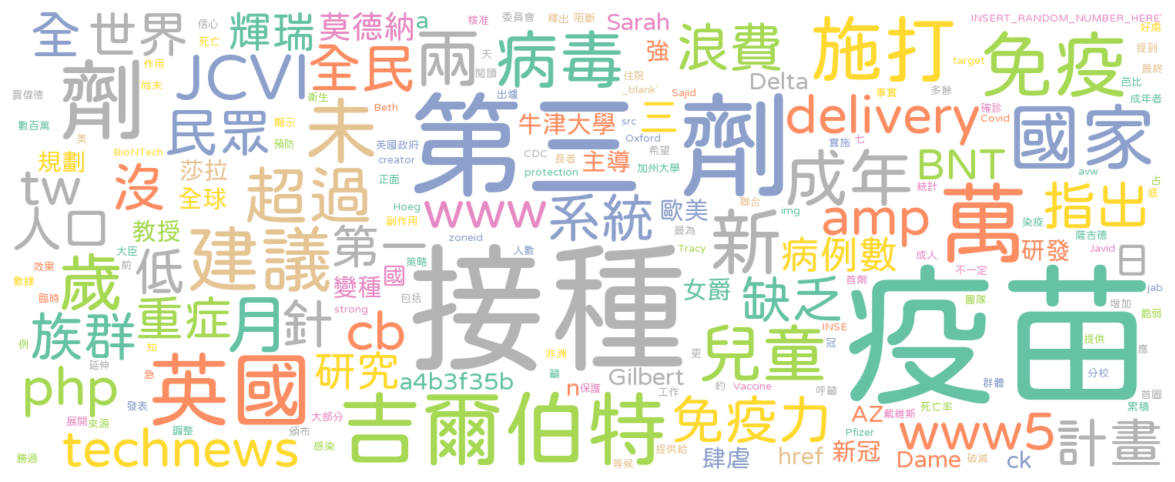 全
世界
輝瑞
莫德納
a
核准
委員會
釋出
阻斷
Sarah
INSERT_RANDOM_NUMBER_HERE
好處
信心
死亡
作用
尚未
劑
JCVI
全民
兩
病毒
強
浪費
施打
免疫
提到
最終
芭比
成年者
賈偉德
數百萬
美
民眾
衛生
顯示
預防
未
Beth
閱讀
天
出爐
住院
_blank'
Sajid
Delta
target
事實
多餘
確診
Covid
第三劑
牛津大學
src
三
delivery
國家
實施
七
BioNTech
規劃
莎拉
英國政府
creator
正面
CDC
長者
protection
主導
Oxford
希望
加州大學
成年
BNT
統計
avw
占
底
tw
沒
全球
超過
Hoeg
副作用
www
系統
歐美
聯合
img
amp
萬
指出
人口
教授
大臣
建議
第
zoneid
人數
最為
Tracy
新
病例數
成人
不一定
研發
染疫
薩吉德
Javid
日
歲
效果
數據
臨時
前
低
變種
國
策略
包括
strong
接種
女爵
缺乏
首劑
疫苗
團隊
增加
jab
脆弱
族群
重症
月
針
cb
非洲
更
兒童
INSE
冠
提供
應
例
延伸
知
急
英國
研究
a4b3f35b
籲
n
保護
Gilbert
工作
約
Vaccine
呼籲
群體
分校
首圖
php
發表
展開
來源
大部分
吉爾伯特
免疫力
AZ
戴維斯
死亡率
Pfizer
www5
累積
計畫
勝過
technews
調整
頒布
感染
等候
提供給
肆虐
href
新冠
Dame
破滅
ck